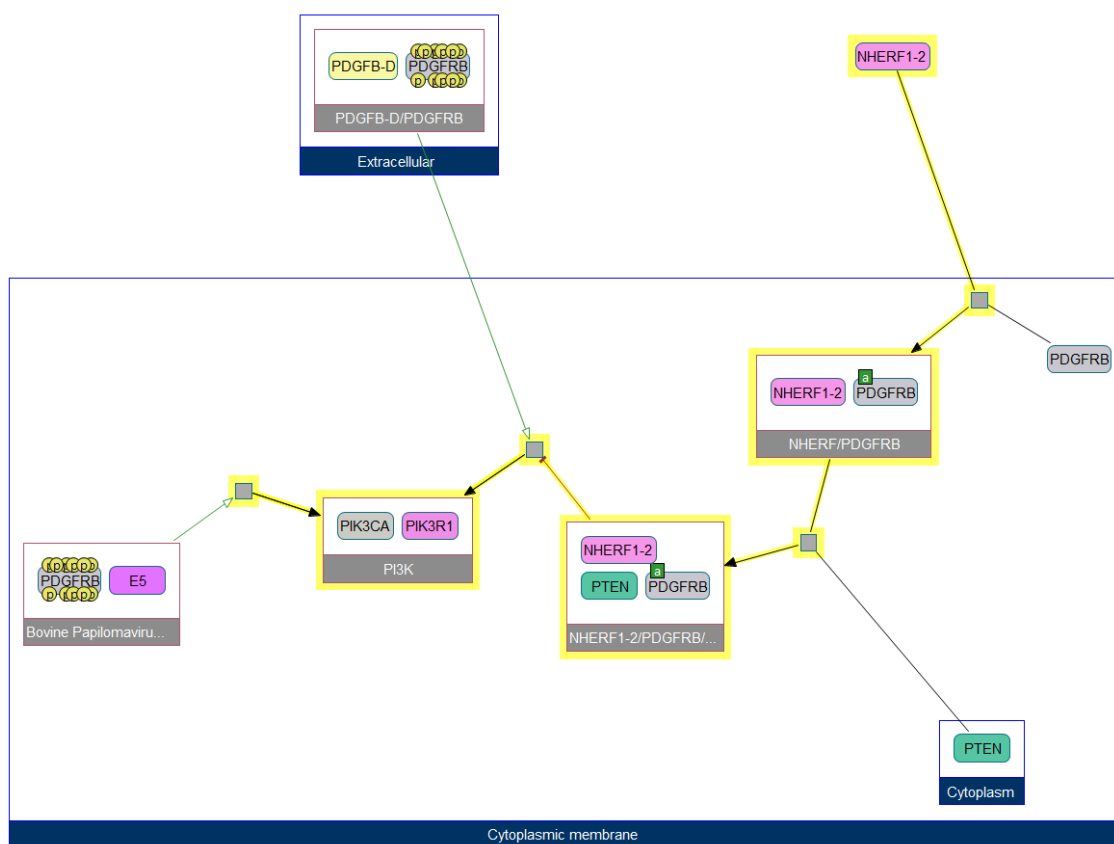 NHERF1-2
PDGFB-D
PDGFRB
PDGFB-D/PDGFRB
Extracellular
PDGFRB
a
NHERF1-2
PDGFRB
NHERF/PDGFRB
PIK3CA
PIK3R1
PI3K
NHERF1-2
a
PTEN
PDGFRB
NHERF1-2/PDGFRB/...
p
PDGFRB
E5
p
Bovine Papilomaviru...
PTEN
Cytoplasm
Cytoplasmic membrane